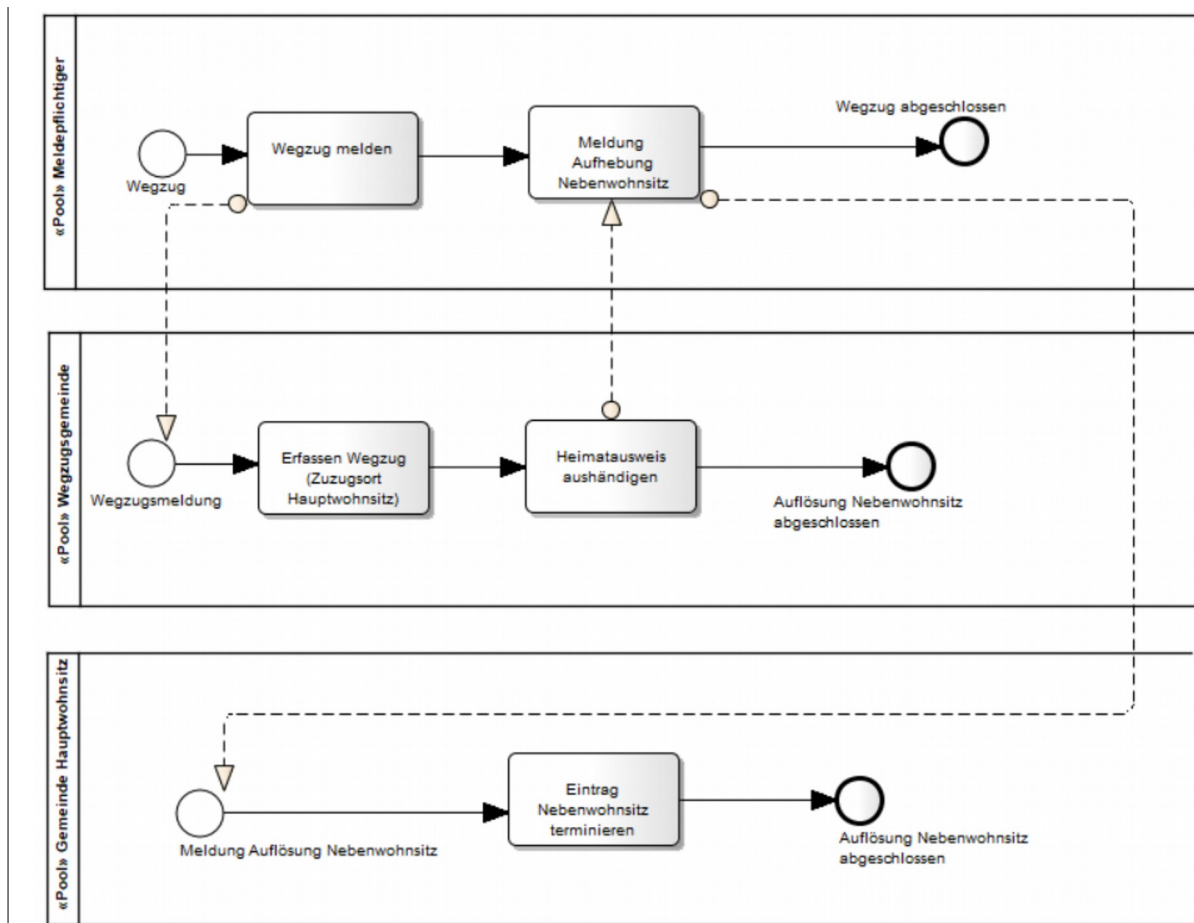 «Pool» Meldepflichtiger
Wegzug
Wegzug melden
Meldung
Aufhebung
Nebenwohnsitz
Wegzug abgeschlossen
«Pool» Wegzugsgemeinde
Wegzugsmeldung
Erfassen Wegzug
(Zuzugsort
Hauptwohnsitz)
Heimatausweis
aushändigen
Auflösung Nebenwohnsitz
abgeschlossen
«Pool» Gemeinde Hauptwohnsitz
Meldung Auflösung Nebenwohnsitz
Eintrag
Nebenwohnsitz
terminieren
Auflösung Nebenwohnsitz
abgeschlossen